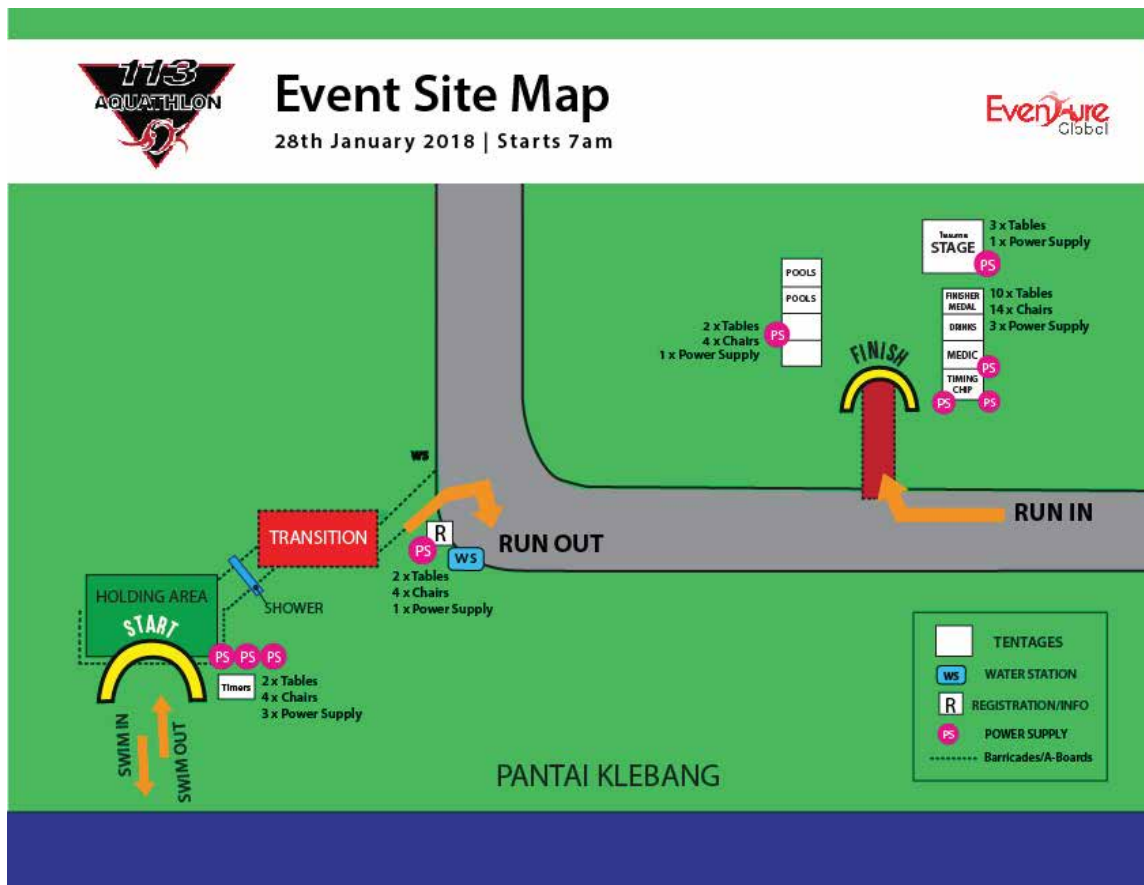 113
AQUATHLON
Event Site Map
28th January 2018 | Starts 7am
Even ure
Global
STAGE
PS
3 x Tables
1 x Power Supply
POOLS
POOLS
PS
2 x Tables
4 x Chairs
1 x Power Supply
FINISHER
MEDAL
DRINKS
MEDIC
TIMING
CHIP
PS
PS
PS
10 x Tables
14 x Chairs
3 x Power Supply
FINISH
RUN IN
WS
TRANSITION
R
PS
WS
RUN OUT
2 x Tables
4 x Chairs
1 x Power Supply
HOLDING AREA
START
SHOWER
PS PS PS
Timers
2 x Tables
4 x Chairs
3 x Power Supply
SWIM IN
SWIM OUT
PANTAI KLEBANG
TENTAGES
WS WATER STATION
R REGISTRATION/INFO
PS POWER SUPPLY
Barricades/A-Boards